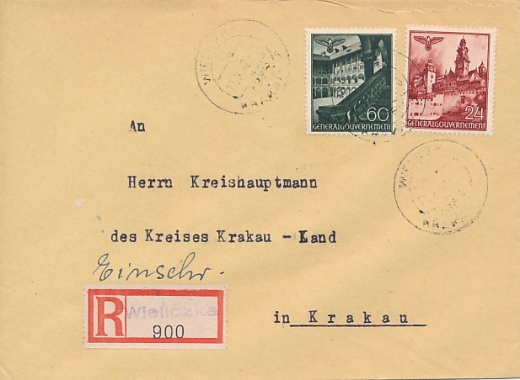 60
GENERALGOUVERNEMENT
24
GENERALGOUVERNEMENT
An
Herrn Kreishauptmann
des Kreises Krakau - Land
Einschr.
R Wieliczka
900
in Krakau